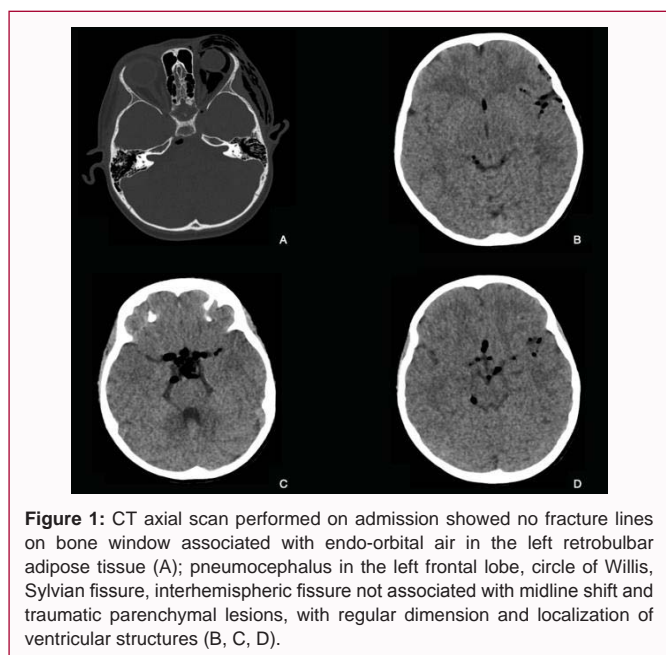 A
B
C
D
Figure 1: CT axial scan performed on admission showed no fracture lines
on bone window associated with endo-orbital air in the left retrobulbar
adipose tissue (A); pneumocephalus in the left frontal lobe, circle of Willis,
Sylvian fissure, interhemispheric fissure not associated with midline shift and
traumatic parenchymal lesions, with regular dimension and localization of
ventricular structures (B, C, D).